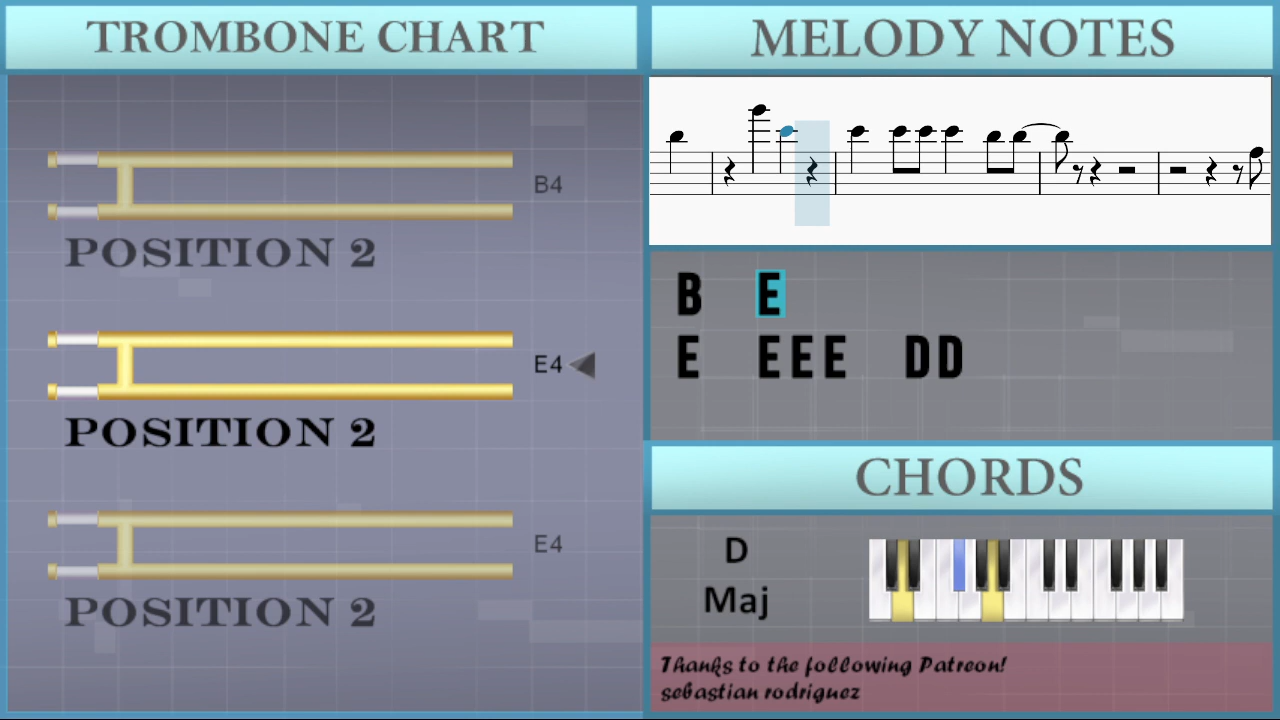 TROMBONE CHART
B4
POSITION 2
E4
POSITION 2
E4
POSITION 2
MELODY NOTES
B E
E EEE DD
CHORDS
D
Maj
Thanks to the following Patreon!
sebastian rodriguez